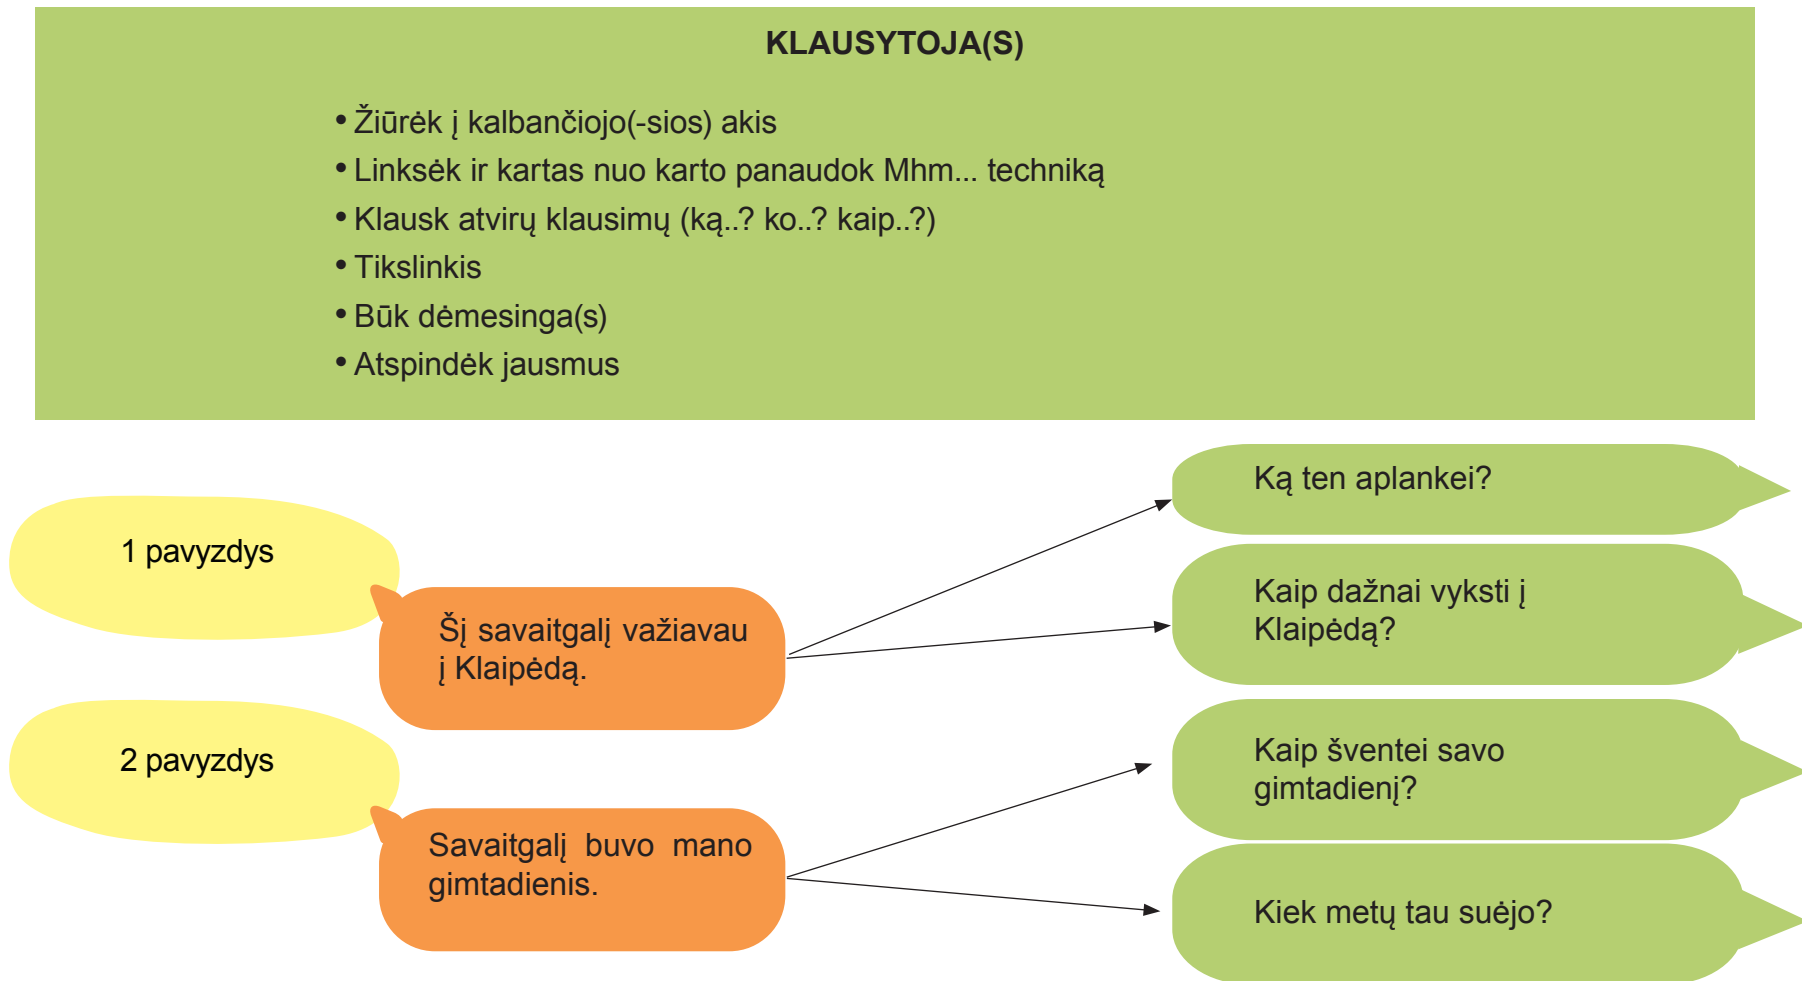 KLAUSYTOJA(S)
• Žiūrėk į kalbančiojo(-sios) akis
• Linksėk ir kartas nuo karto panaudok Mhm... techniką
• Klausk atvirų klausimų (ką..? ko..? kaip..?)
• Tikslinkis
• Būk dėmesinga(s)
• Atspindėk jausmus
1 pavyzdys
Šį savaitgalį važiavau
į Klaipėdą.
Ką ten aplankei?
Kaip dažnai vyksti į
Klaipėdą?
2 pavyzdys
Savaitgalį buvo mano
gimtadienis.
Kaip šventei savo
gimtadienį?
Kiek metų tau suėjo?